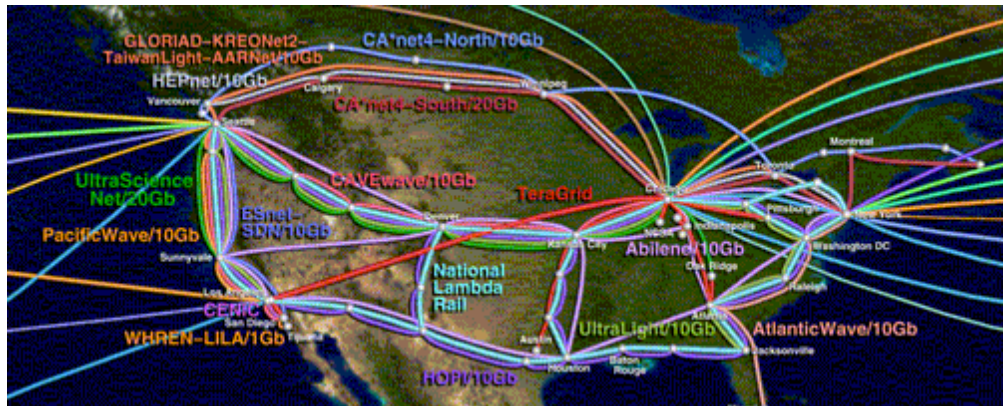 GLORIAD-KREONet2-
TaiwanLight-AARNet/10Gb
CA*net4-North/10Gb
HEPnet/10Gb
Calgary
Winnipeg
Vancouver
CA*net4-South/20Gb
Seattle
Montreal
Toronto
UltraScience
Net/20Gb
CAVEwave/10Gb
TeraGrid
Chicago
ESnet-
SDN/10Gb
Pittsburgh
New York
PacificWave/10Gb
Denver
Kansas City
NCSA
Indianapolis
Abilene/10Gb
Washington DC
Sunnyvale
National
Lambda
Rail
Oak Ridge
Raleigh
Los Angeles
CENIC
San Diego
Tijuana
WHREN-LILA/1Gb
Atlanta
UltraLight/10Gb
AtlanticWave/10Gb
Austin
Houston
Baton
Rouge
Jacksonville
HOPI/10Gb